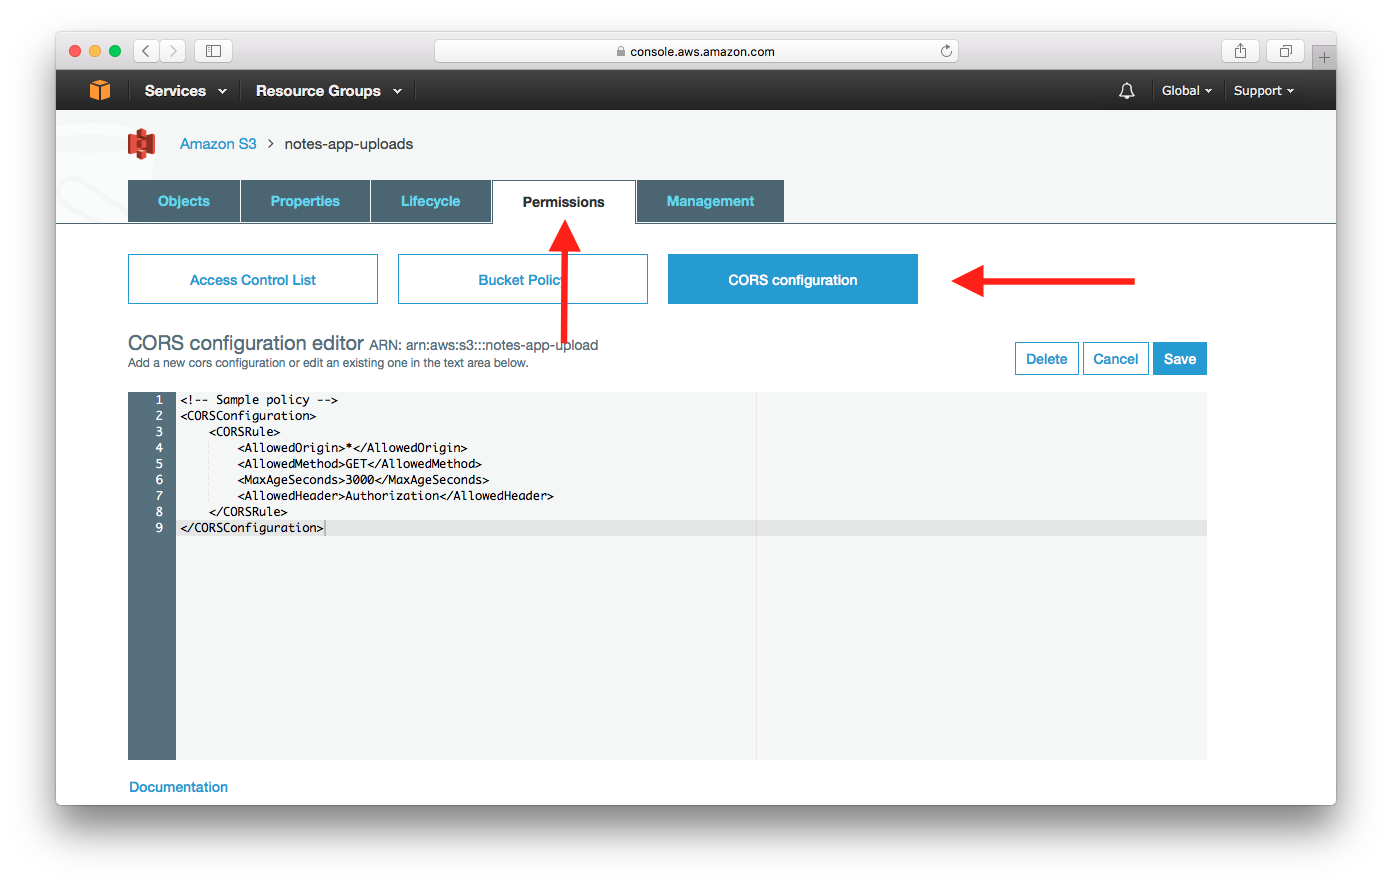 console.aws.amazon.com
Services Resource Groups Global Support
Amazon S3 > notes-app-uploads
Objects Properties Lifecycle Permissions Management
Access Control List Bucket Policy CORS configuration
CORS configuration editor ARN: arn:aws:s3:::notes-app-upload
Add a new cors configuration or edit an existing one in the text area below.
Delete Cancel Save
1 <!-- Sample policy -->
2 <CORSConfiguration>
3 <CORSRule>
4 <AllowedOrigin>*</AllowedOrigin>
5 <AllowedMethod>GET</AllowedMethod>
6 <MaxAgeSeconds>3000</MaxAgeSeconds>
7 <AllowedHeader>Authorization</AllowedHeader>
8 </CORSRule>
9 </CORSConfiguration>
Documentation